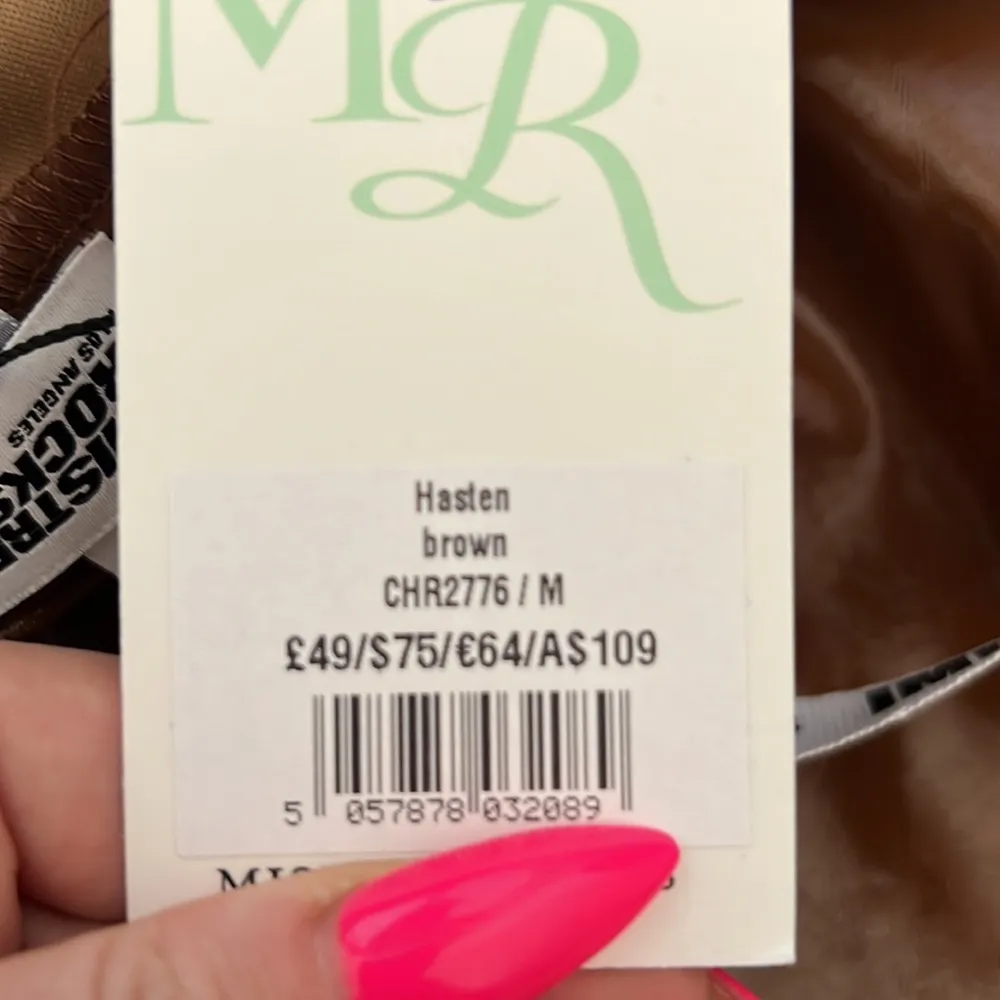 MR
Hasten
brown
CHR2776 / M
£49/$75/€64/A$109
5 057878 032089
LOS ANGELES